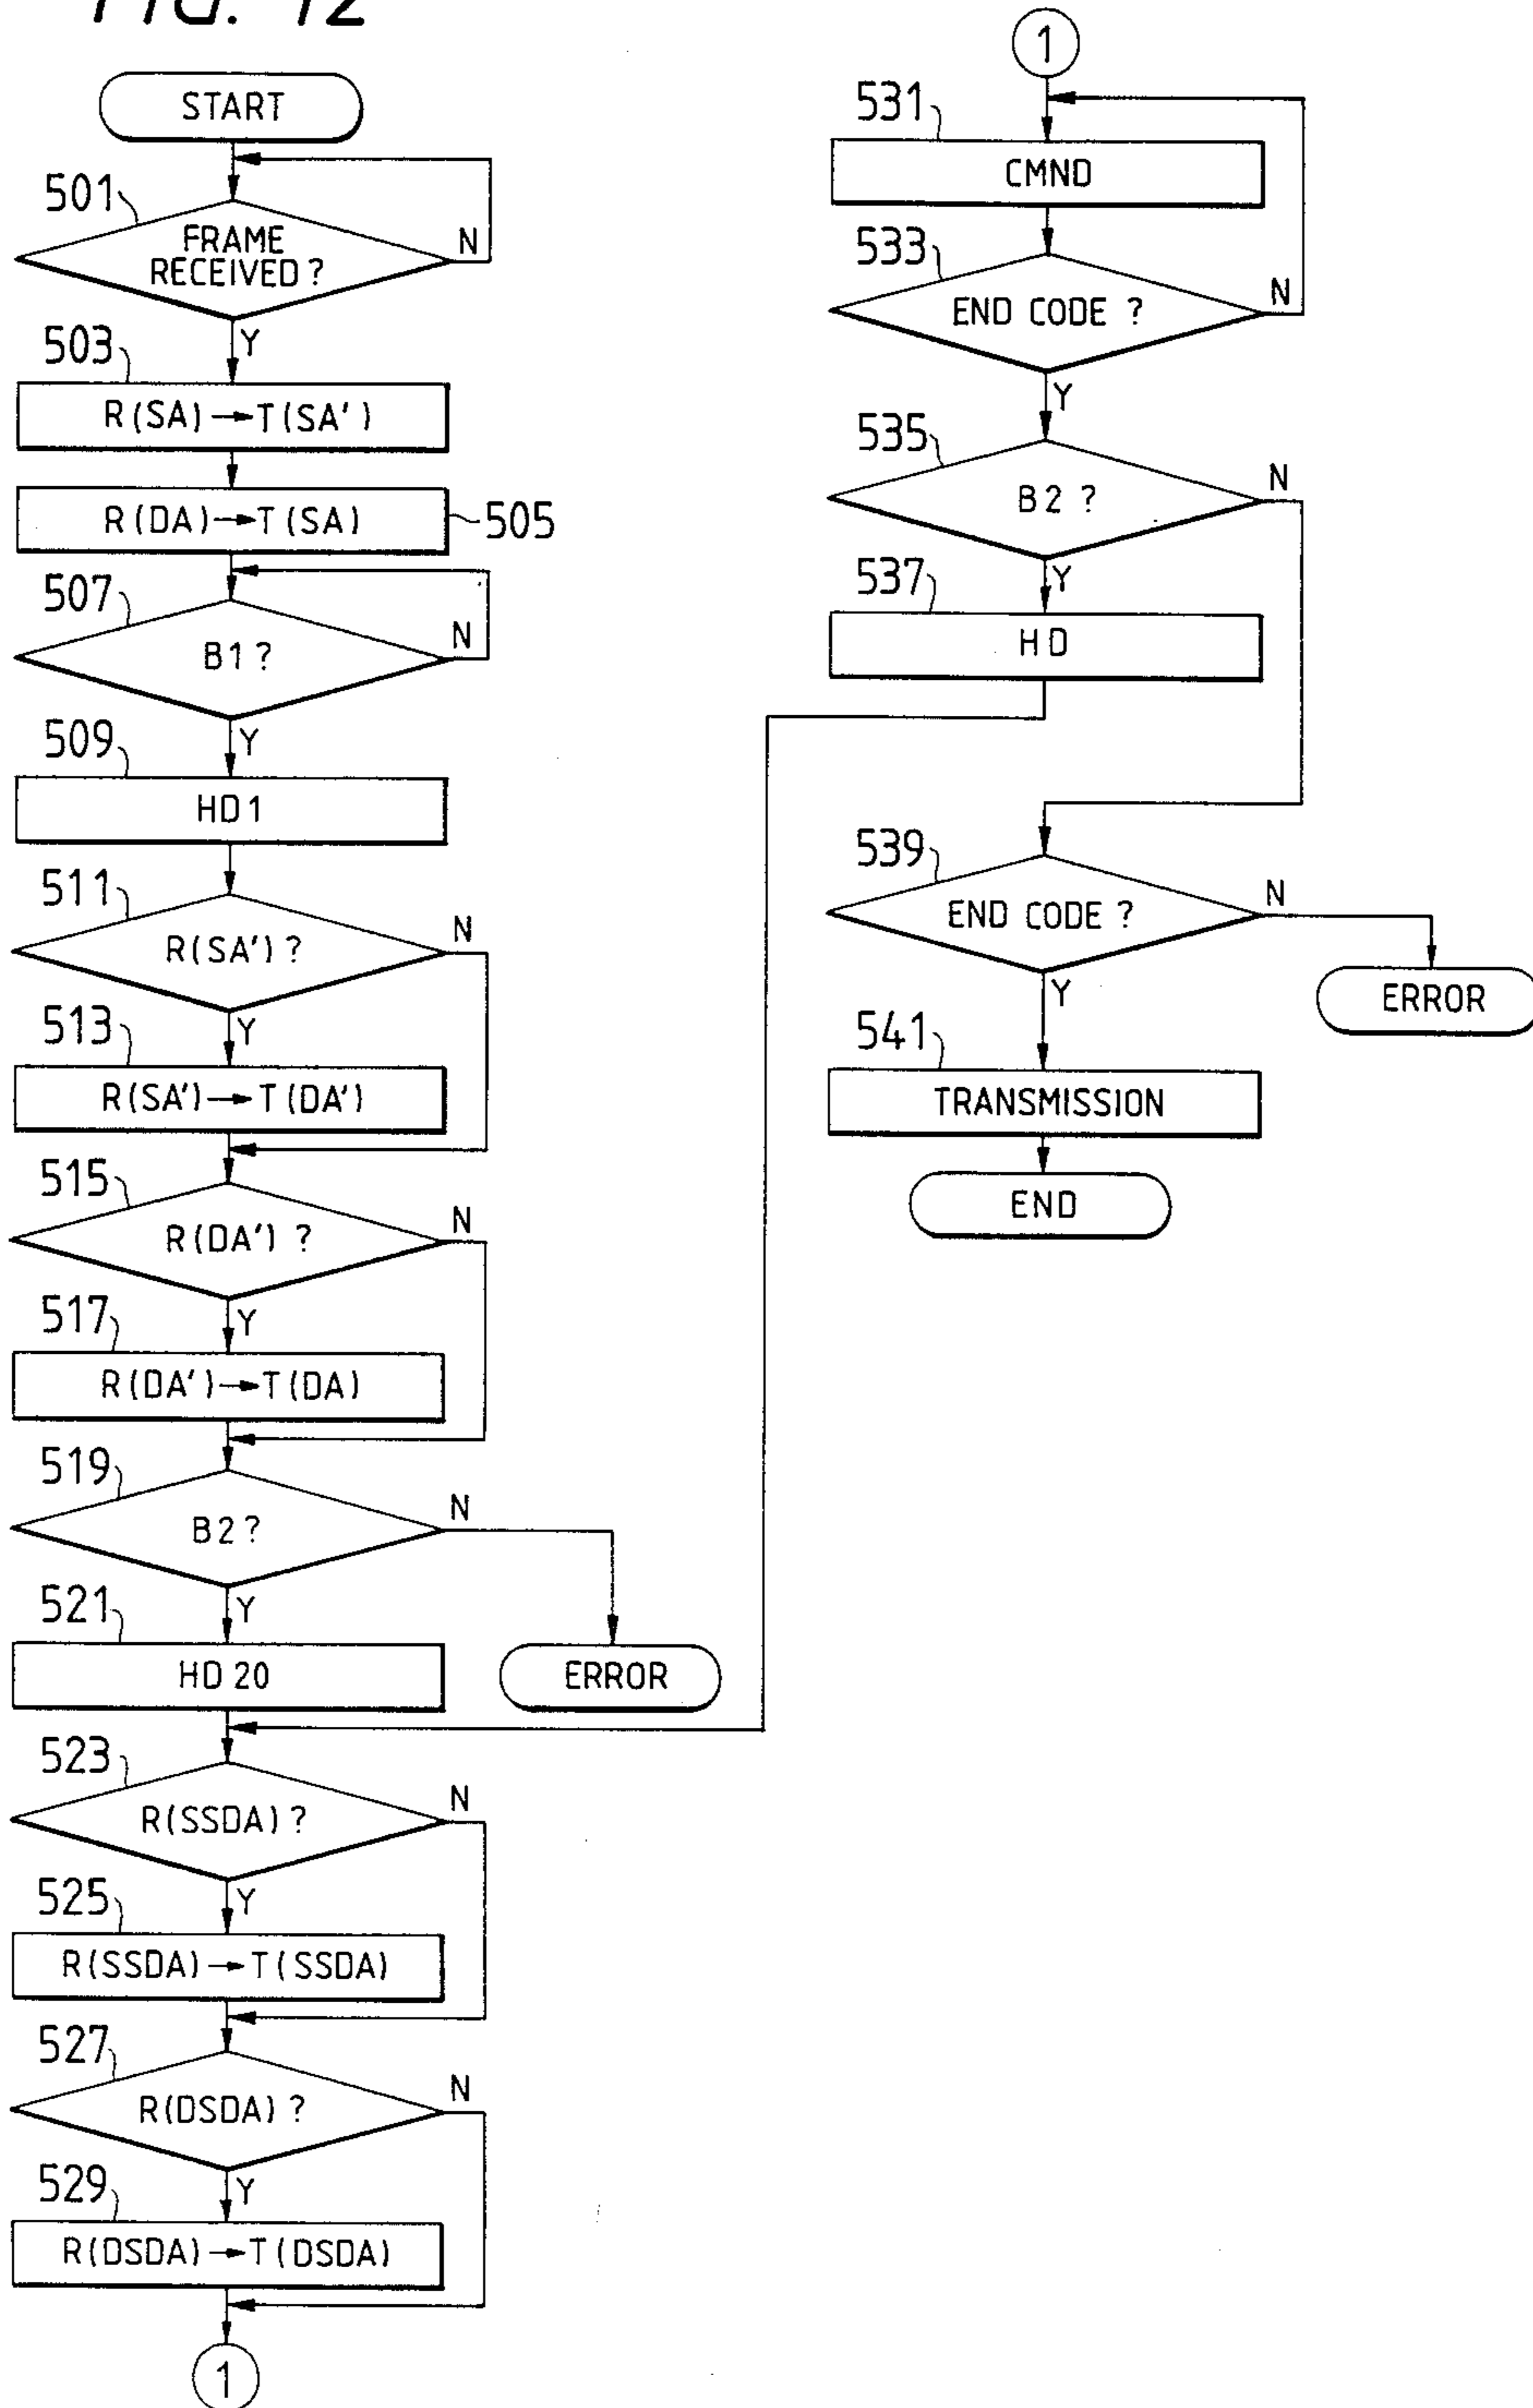 FIG. 12
START
501
FRAME
RECEIVED ?
N
Y
503
R(SA)→T(SA')
R(DA)→T(SA)
505
507
B1 ?
N
Y
509
HD1
511
R(SA') ?
N
Y
513
R(SA')→T(DA')
515
R(DA') ?
N
Y
517
R(DA')→T(DA)
519
B2 ?
N
Y
521
HD20
ERROR
523
R(SSDA) ?
N
Y
525
R(SSDA)→T(SSDA)
527
R(DSDA) ?
N
Y
529
R(DSDA)→T(DSDA)
1
1
531
CMND
533
END CODE ?
N
Y
535
B2 ?
N
Y
537
HD
539
END CODE ?
N
Y
ERROR
541
TRANSMISSION
END